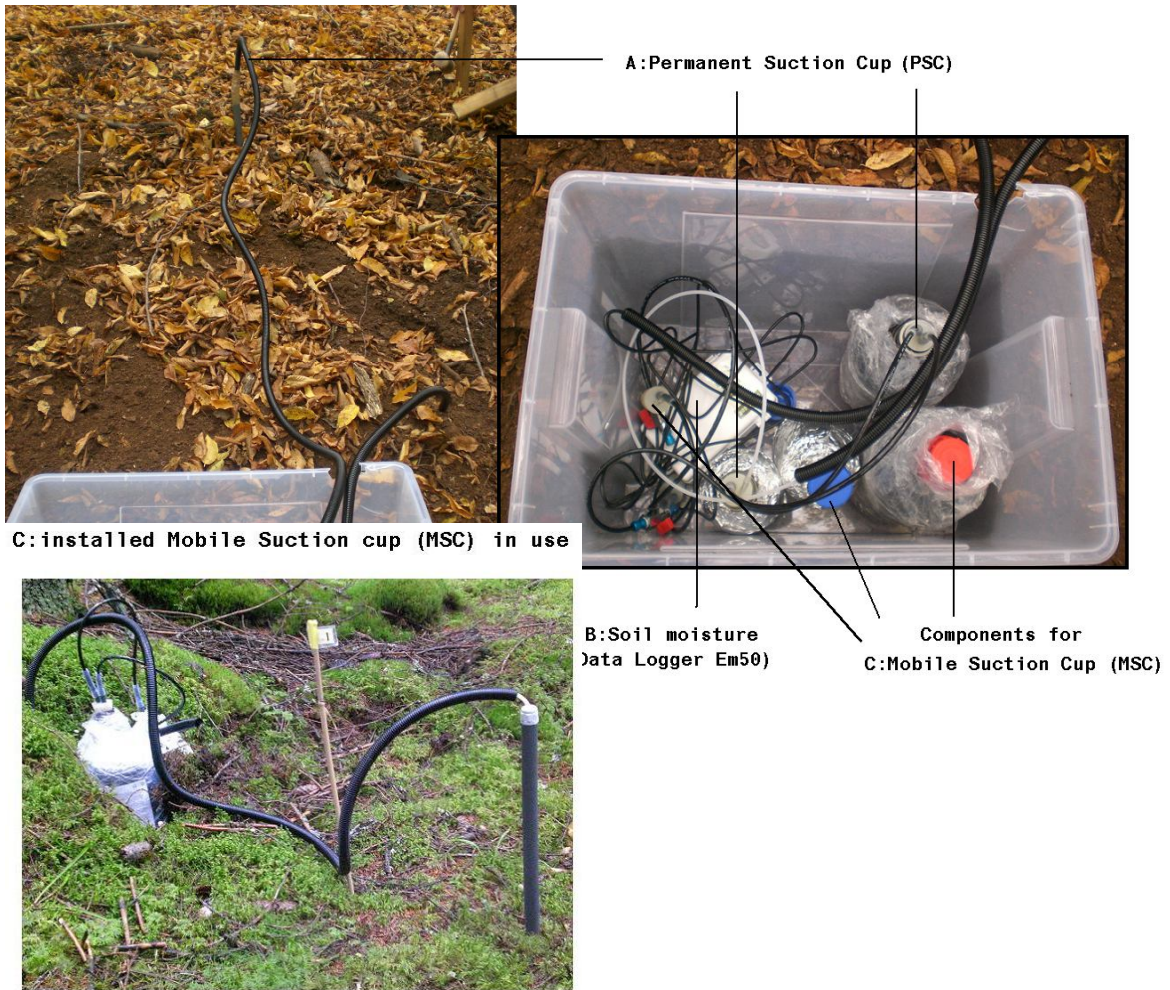 A:Permanent Suction Cup (PSC)
C:installed Mobile Suction cup (MSC) in use
B:Soil moisture
Data Logger Em50)
Components for
C:Mobile Suction Cup (MSC)